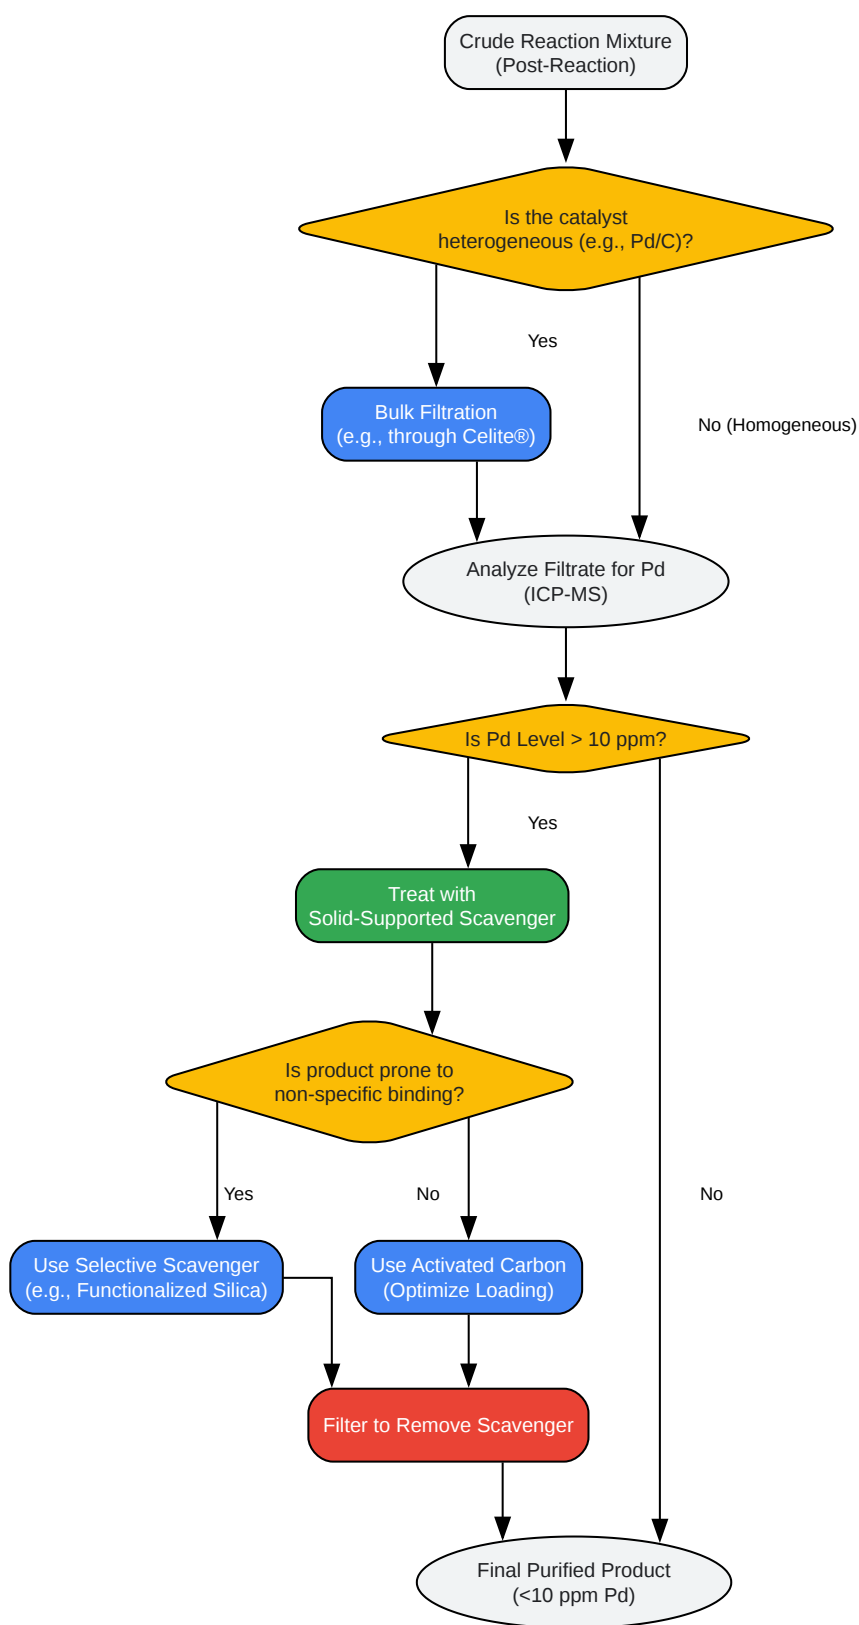 Crude Reaction Mixture
(Post-Reaction)
Is the catalyst
heterogeneous (e.g., Pd/C)?
Yes
Bulk Filtration
(e.g., through Celite®)
No (Homogeneous)
Analyze Filtrate for Pd
(ICP-MS)
Is Pd Level > 10 ppm?
Yes
Treat with
Solid-Supported Scavenger
Is product prone to
non-specific binding?
Yes
No
No
Use Selective Scavenger
(e.g., Functionalized Silica)
Use Activated Carbon
(Optimize Loading)
Filter to Remove Scavenger
Final Purified Product
(<10 ppm Pd)